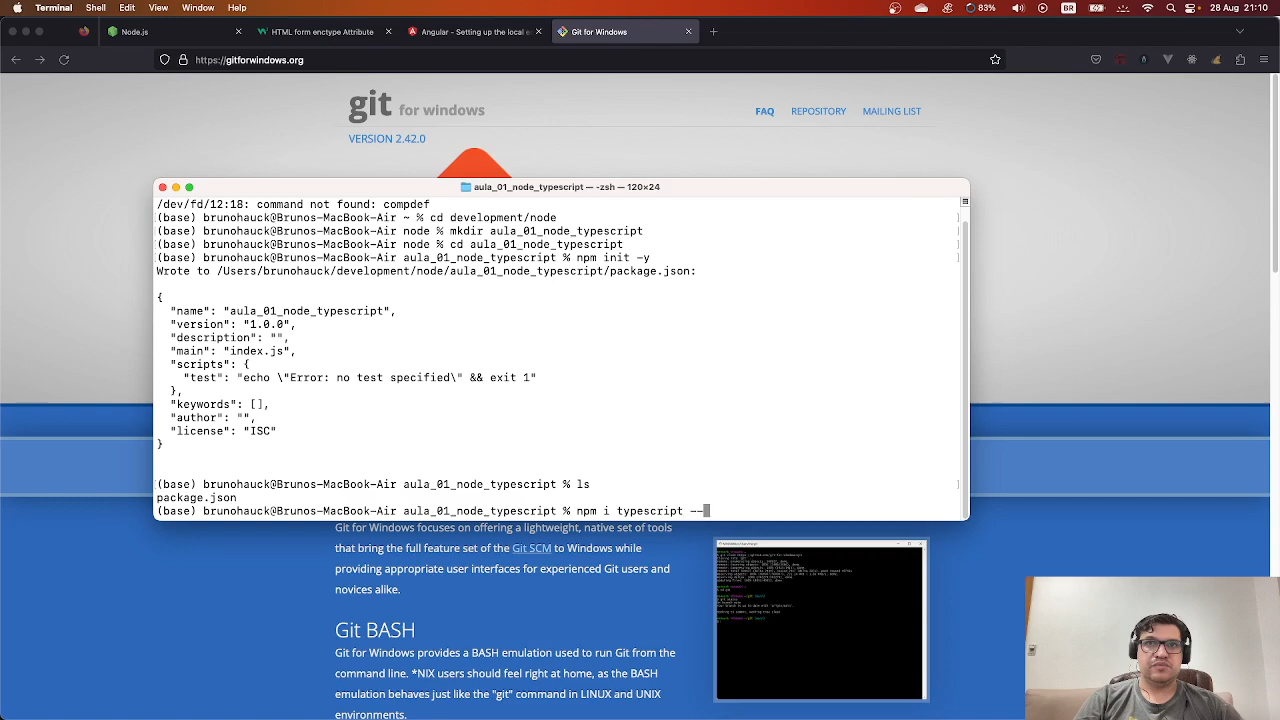 Terminal Shell Edit View Window Help 83% BR 28 Aug 21:10
Node.js HTML form enctype Attribute Angular - Setting up the local e Git for Windows
https://gitforwindows.org
git for windows
FAQ REPOSITORY MAILING LIST
VERSION 2.42.0
aula_01_node_typescript — -zsh — 120×24
/dev/fd/12:18: command not found: compdef
(base) brunohauck@Brunos-MacBook-Air ~ % cd development/node
(base) brunohauck@Brunos-MacBook-Air node % mkdir aula_01_node_typescript
(base) brunohauck@Brunos-MacBook-Air node % cd aula_01_node_typescript
(base) brunohauck@Brunos-MacBook-Air aula_01_node_typescript % npm init -y
Wrote to /Users/brunohauck/development/node/aula_01_node_typescript/package.json:
{
"name": "aula_01_node_typescript",
"version": "1.0.0",
"description": "",
"main": "index.js",
"scripts": {
"test": "echo \"Error: no test specified\" && exit 1"
},
"keywords": [],
"author": "",
"license": "ISC"
}
(base) brunohauck@Brunos-MacBook-Air aula_01_node_typescript % ls
package.json
(base) brunohauck@Brunos-MacBook-Air aula_01_node_typescript % npm i typescript --
Git for Windows focuses on offering a lightweight, native set of tools
that bring the full feature set of the Git SCM to Windows while
providing appropriate user interfaces for experienced Git users and
novices alike.
Git BASH
Git for Windows provides a BASH emulation used to run Git from the
command line. *NIX users should feel right at home, as the BASH
emulation behaves just like the "git" command in LINUX and UNIX
environments.